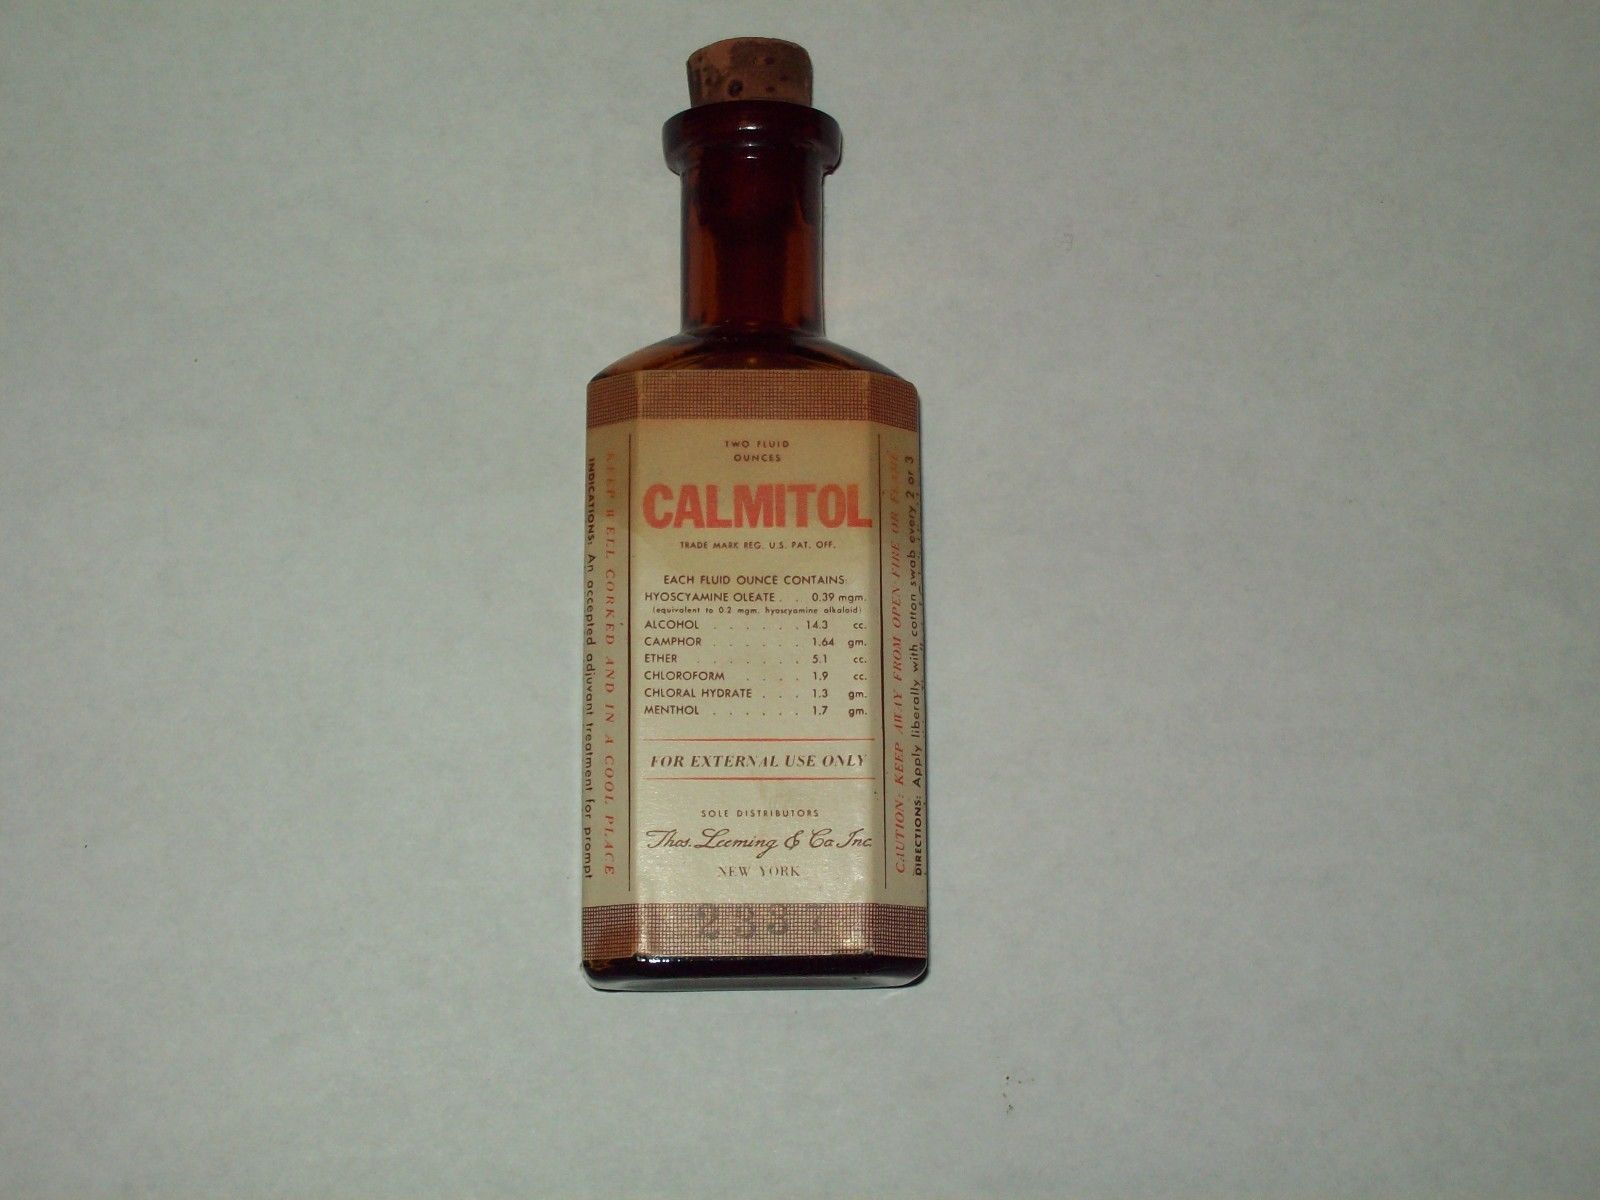 TWO FLUID
OUNCES
CALMITOL
TRADE MARK REG. U.S. PAT. OFF.
EACH FLUID OUNCE CONTAINS:
HYOSCYAMINE OLEATE . . 0.39 mgm.
(equivalent to 0.2 mgm. hyoscyamine alkaloid)
ALCOHOL . . . . . . 14.3 cc.
CAMPHOR . . . . . . 1.64 gm.
ETHER . . . . . . . 5.1 cc.
CHLOROFORM . . . . 1.9 cc.
CHLORAL HYDRATE . . . 1.3 gm.
MENTHOL . . . . . . 1.7 gm.
FOR EXTERNAL USE ONLY
SOLE DISTRIBUTORS
Thos. Leeming & Co Inc.
NEW YORK
KEEP WELL CORKED AND IN A COOL PLACE
INDICATIONS: An accepted adjuvant treatment for prompt
CAUTION: KEEP AWAY FROM OPEN FIRE OR FLAME
DIRECTIONS: Apply liberally with cotton swab every 2 or 3